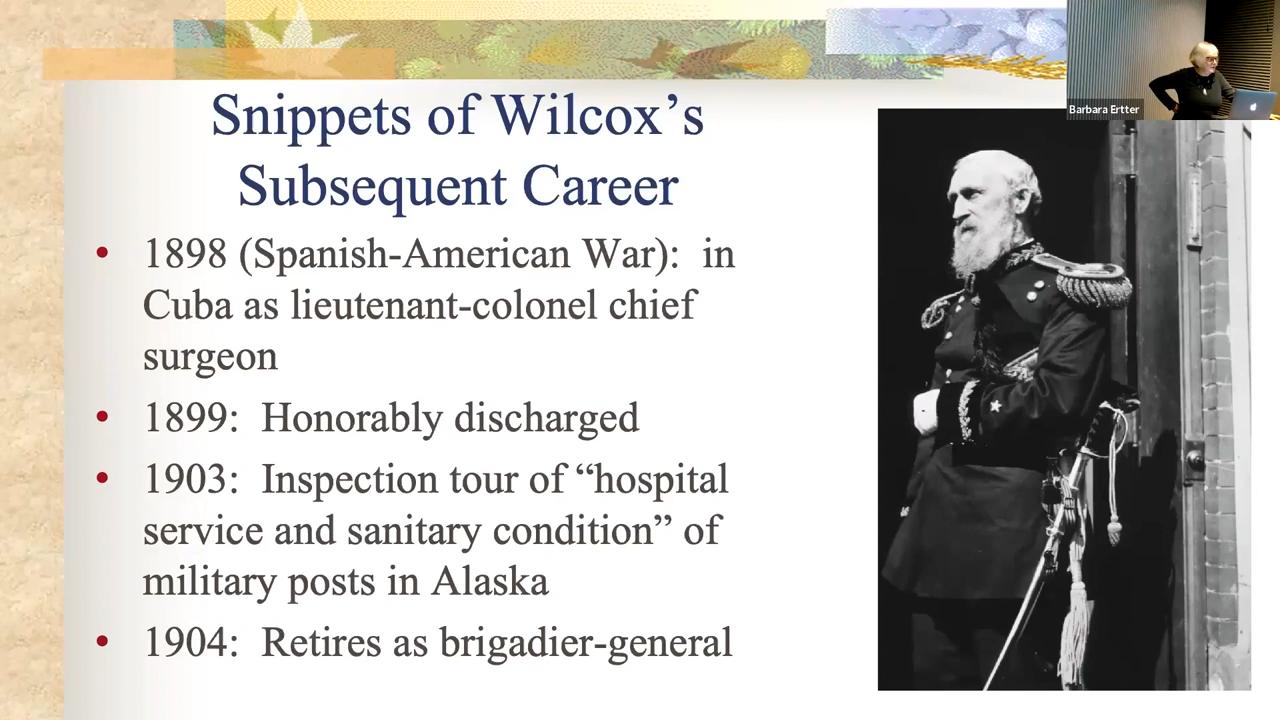 Snippets of Wilcox’s
Subsequent Career
• 1898 (Spanish-American War):  in
Cuba as lieutenant-colonel chief
surgeon
• 1899:  Honorably discharged
• 1903:  Inspection tour of “hospital
service and sanitary condition” of
military posts in Alaska
• 1904:  Retires as brigadier-general
Barbara Ertter